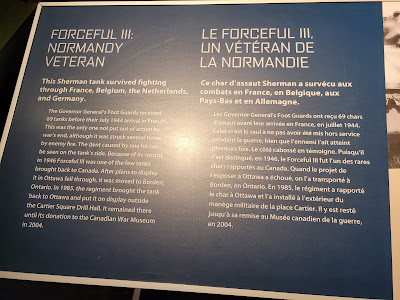 FORCEFUL III:
NORMANDY
VETERAN
This Sherman tank survived fighting
through France, Belgium, the Netherlands,
and Germany.
The Governor General's Foot Guards received
69 tanks before their July 1944 arrival in France.
This was the only one not put out of action by
war's end, although it was struck several times
by enemy fire. The dent caused by one hit can
be seen on the tank's side. Because of its record,
in 1946 Forceful III was one of the few tanks
brought back to Canada. After plans to display
it in Ottawa fell through, it was moved to Borden,
Ontario. In 1985, the regiment brought the tank
back to Ottawa and put it on display outside
the Cartier Square Drill Hall. It remained there
until its donation to the Canadian War Museum
in 2004.
LE FORCEFUL III,
UN VÉTÉRAN DE
LA NORMANDIE
Ce char d'assaut Sherman a survécu aux
combats en France, en Belgique, aux
Pays-Bas et en Allemagne.
Les Governor General's Foot Guards ont reçu 69 chars
d'assaut avant leur arrivée en France, en juillet 1944.
Celui-ci est le seul a ne pas avoir été mis hors service
pendant la guerre, bien que l'ennemi l'ait atteint
plusieurs fois. Le côté cabossé en témoigne. Puisqu'il
s'est distingué, en 1946, le Forceful III fut l'un des rares
chars rapportés au Canada. Quand le projet de
l'exposer à Ottawa a échoué, on l'a transporté à
Borden, en Ontario. En 1985, le régiment a rapporté
le char à Ottawa et l'a installé à l'extérieur du
manège militaire de la place Cartier. Il y est resté
jusqu'à sa remise au Musée canadien de la guerre,
en 2004.